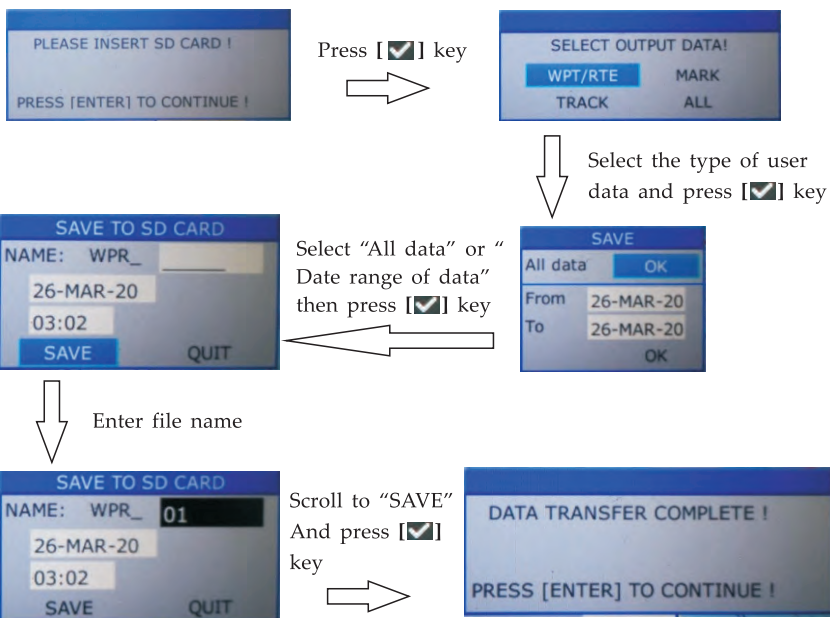 PLEASE INSERT SD CARD !
PRESS [ENTER] TO CONTINUE !
Press [✔] key
SELECT OUTPUT DATA!
WPT/RTE MARK
TRACK ALL
Select the type of user
data and press [✔] key
SAVE
All data OK
From 26-MAR-20
To 26-MAR-20
OK
Select “All data” or “
Date range of data”
then press [✔] key
SAVE TO SD CARD
NAME: WPR_
26-MAR-20
03:02
SAVE QUIT
Enter file name
SAVE TO SD CARD
NAME: WPR_ 01
26-MAR-20
03:02
SAVE QUIT
Scroll to “SAVE”
And press [✔]
key
DATA TRANSFER COMPLETE !
PRESS [ENTER] TO CONTINUE !